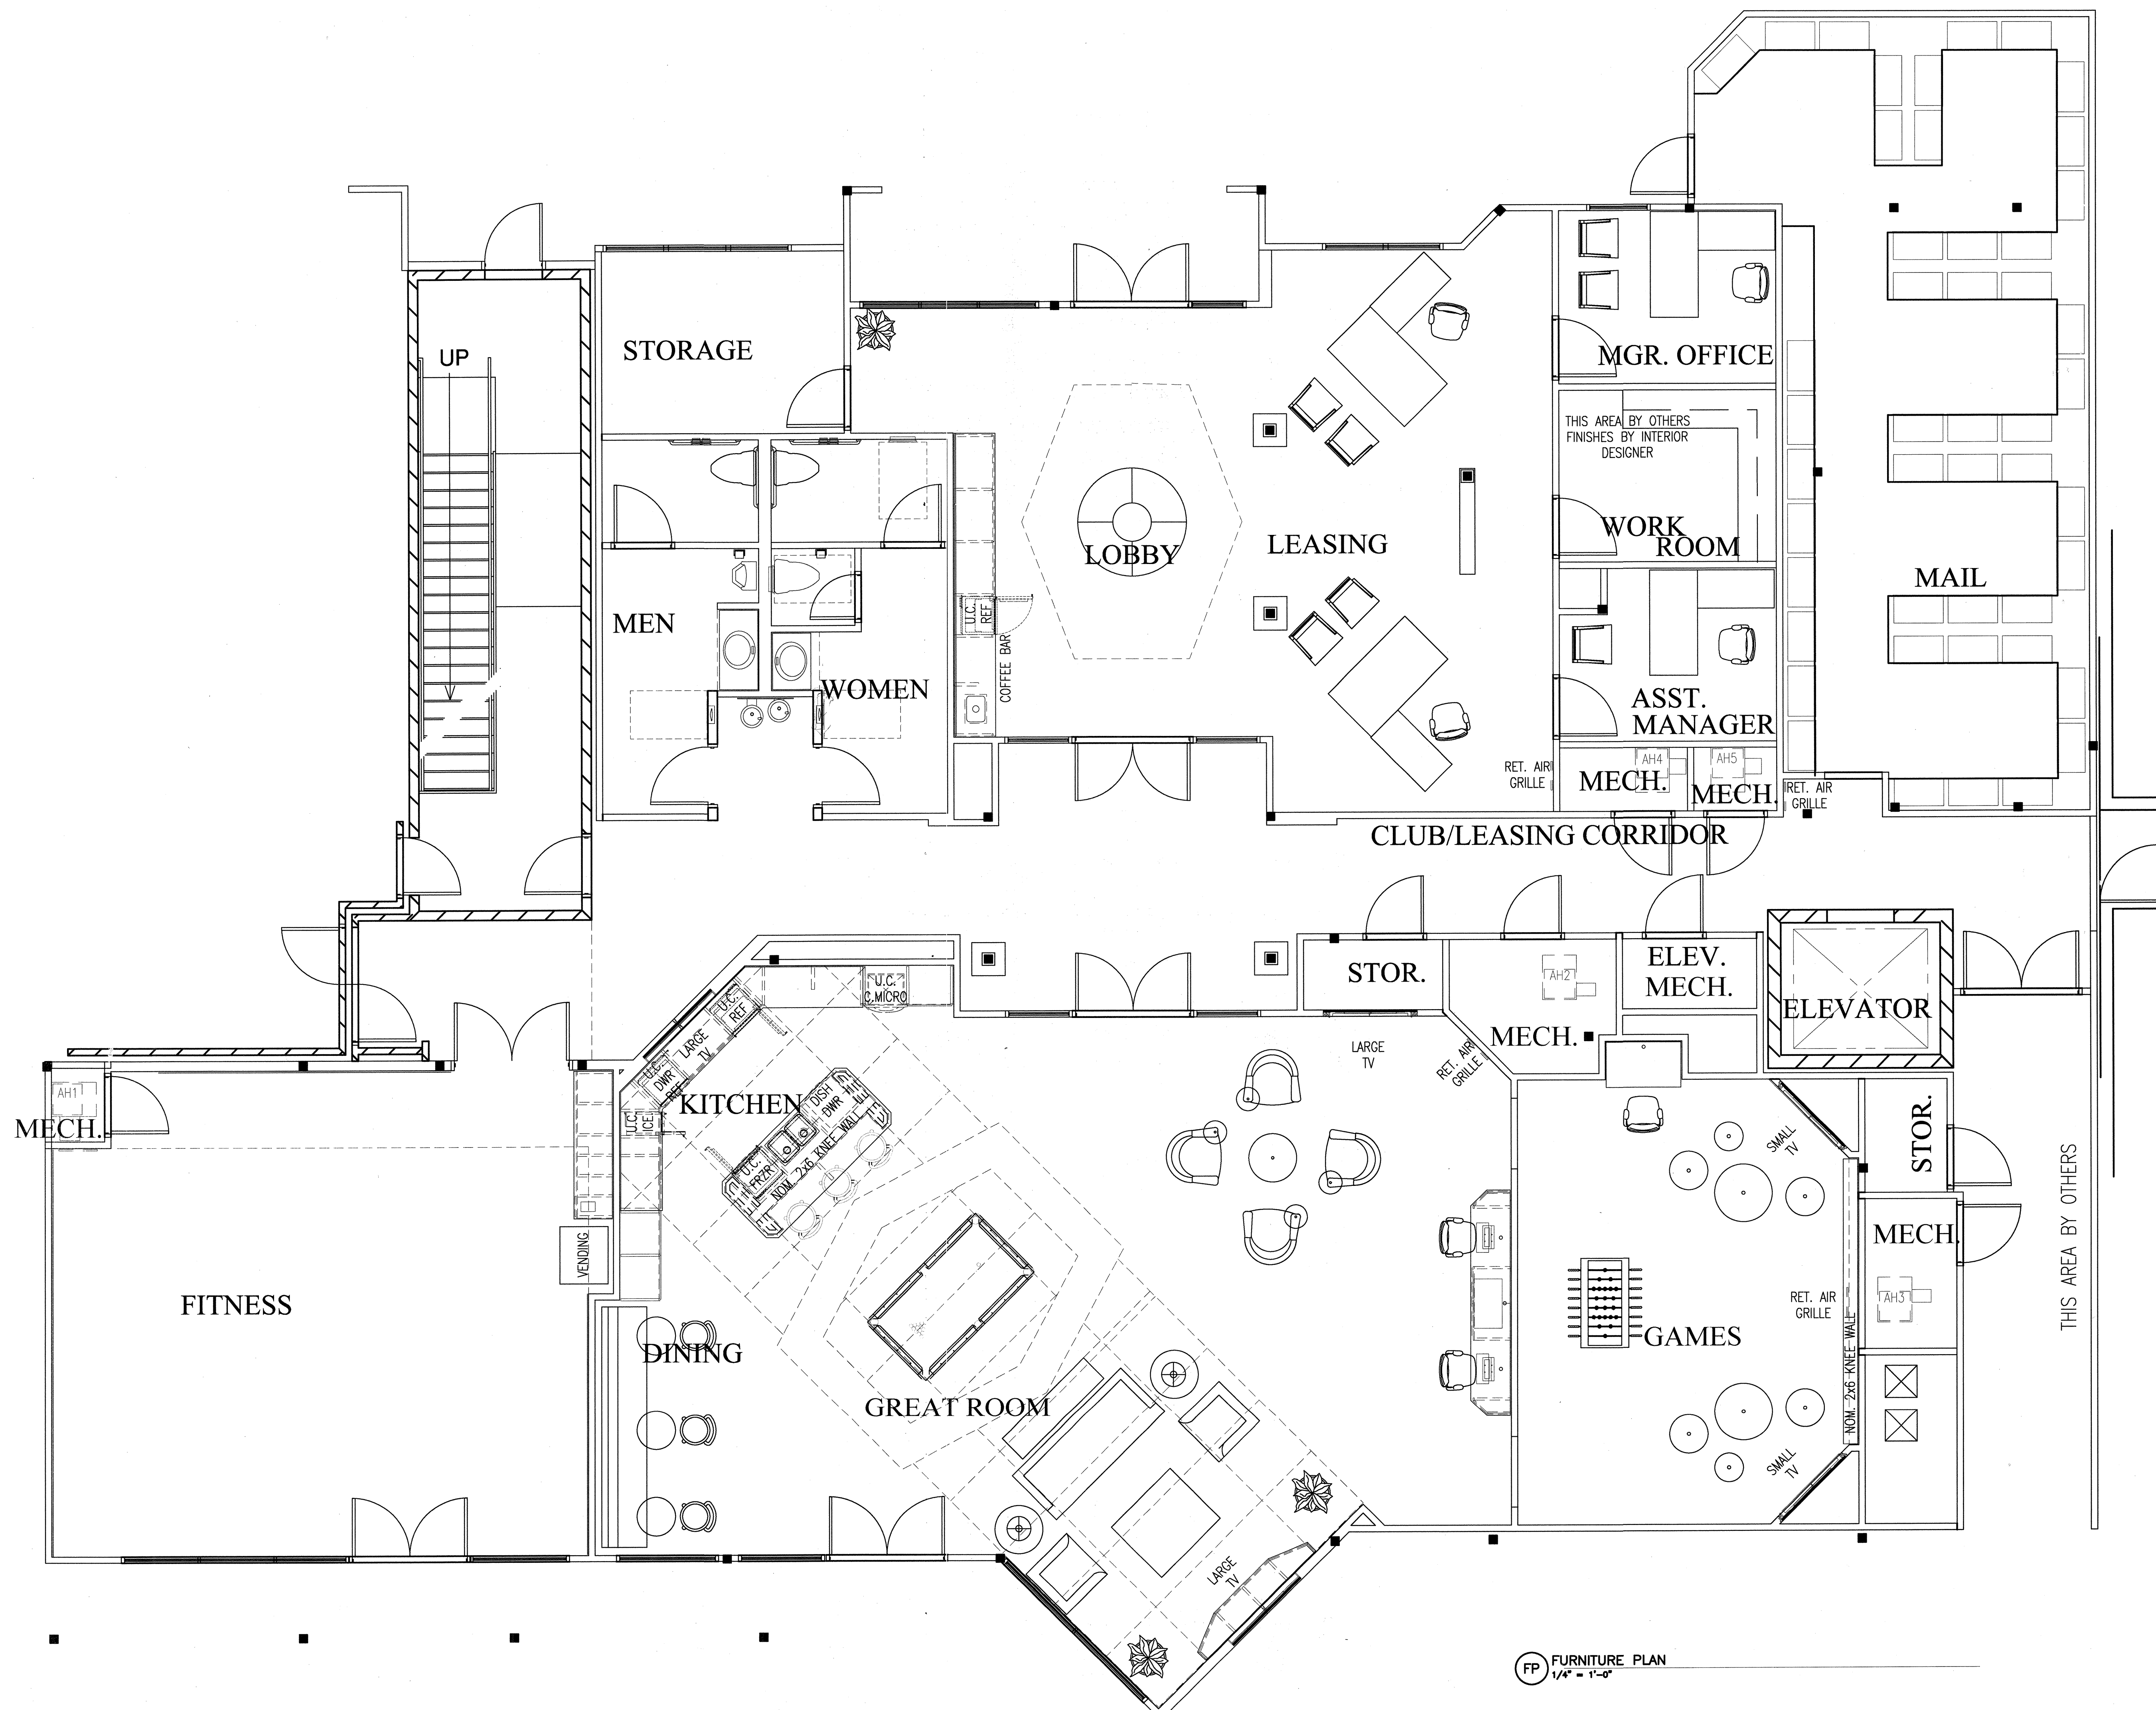 UP
STORAGE
MGR. OFFICE
THIS AREA BY OTHERS
FINISHES BY INTERIOR
DESIGNER
WORK
ROOM
LOBBY
LEASING
MAIL
MEN
WOMEN
U.C.
REF
COFFEE BAR
ASST.
MANAGER
RET. AIR
GRILLE
AH4
MECH.
AH5
MECH.
RET. AIR
GRILLE
CLUB/LEASING CORRIDOR
STOR.
AH2
MECH.
ELEV.
MECH.
ELEVATOR
U.C.
C.MICRO
U.C.
REF
LARGE
TV
U.C.
DWR
REF
U.C.
ICE
KITCHEN
DISH
DWR
U.C.
FRZR
NOM. 2x6 KNEE WALL
LARGE
TV
RET. AIR
GRILLE
AH1
MECH.
SMALL
TV
STOR.
MECH.
AH3
THIS AREA BY OTHERS
VENDING
FITNESS
DINING
GREAT ROOM
RET. AIR
GRILLE
GAMES
NOM. 2x6 KNEE WALL
SMALL
TV
LARGE
TV
FP
FURNITURE PLAN
1/4" = 1'-0"